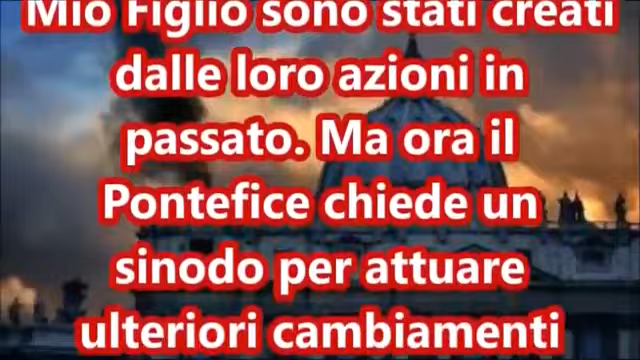 Mio Figlio sono stati creati
dalle loro azioni in
passato. Ma ora il
Pontefice chiede un
sinodo per attuare
ulteriori cambiamenti